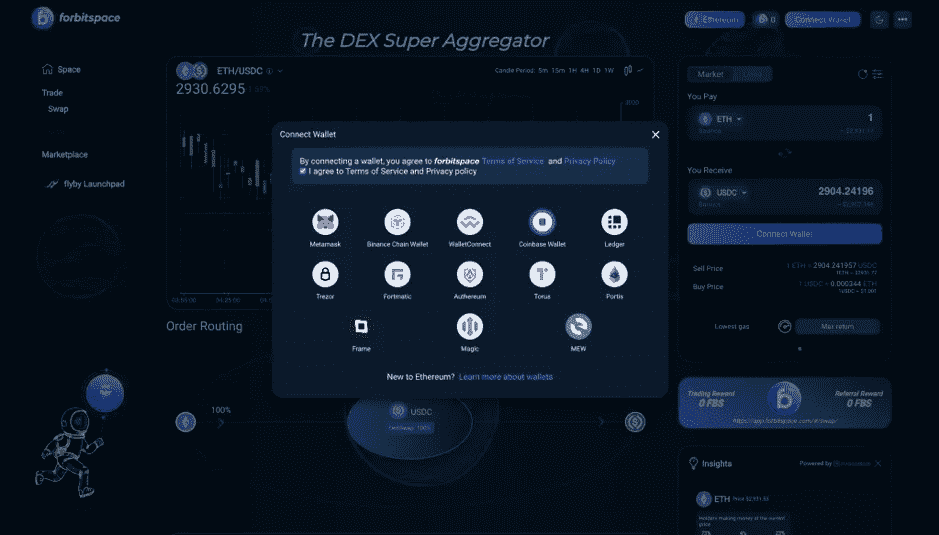 forbitspace
Ethereum
0
Connect Wallet
The DEX Super Aggregator
Space
Trade
Swap
Marketplace
flyby Launchpad
ETH/USDC
2930.6295
Candle Period: 5m 15m 1H 4H 1D 1W
Connect Wallet
By connecting a wallet, you agree to forbitspace Terms of Service and Privacy Policy
I agree to Terms of Service and Privacy policy
Metamask
Binance Chain Wallet
WalletConnect
Coinbase Wallet
Ledger
Trezor
Fortmatic
Authereum
Torus
Portis
Frame
Magic
MEW
New to Ethereum? Learn more about wallets
Order Routing
100%
USDC
100%
Market
You Pay
ETH
1
You Receive
USDC
2904.24196
Connect Wallet
Sell Price
1 ETH = 2904.241957 USDC
Buy Price
1 USDC = 0.000344 ETH
Lowest gas
Max return
Trading Reward
0 FBS
Referral Reward
0 FBS
Insights
Powered by
ETH